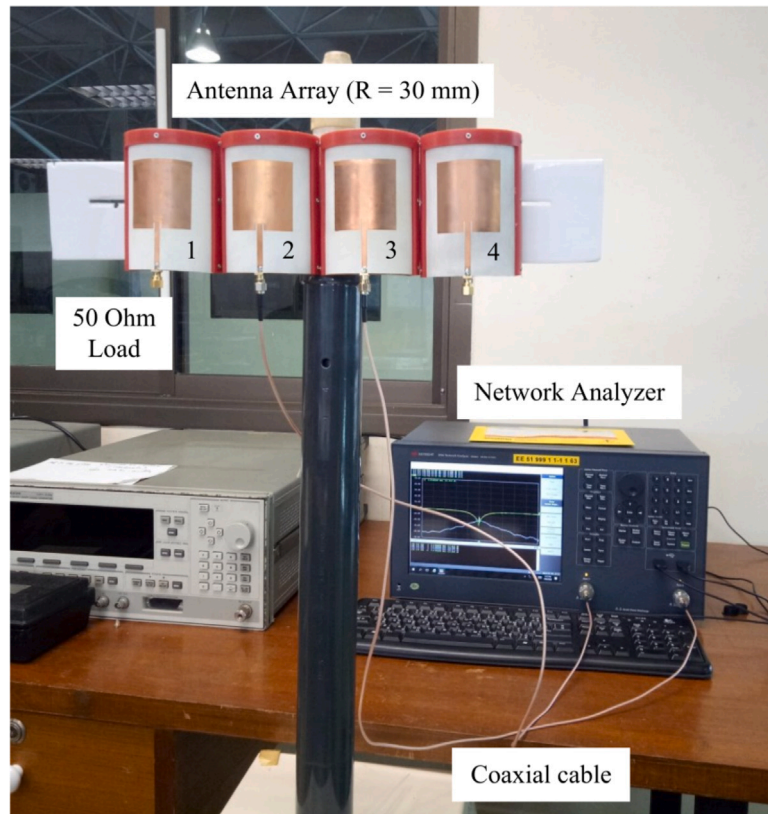 Antenna Array (R = 30 mm)
1
2
3
4
50 Ohm
Load
Network Analyzer
Coaxial cable